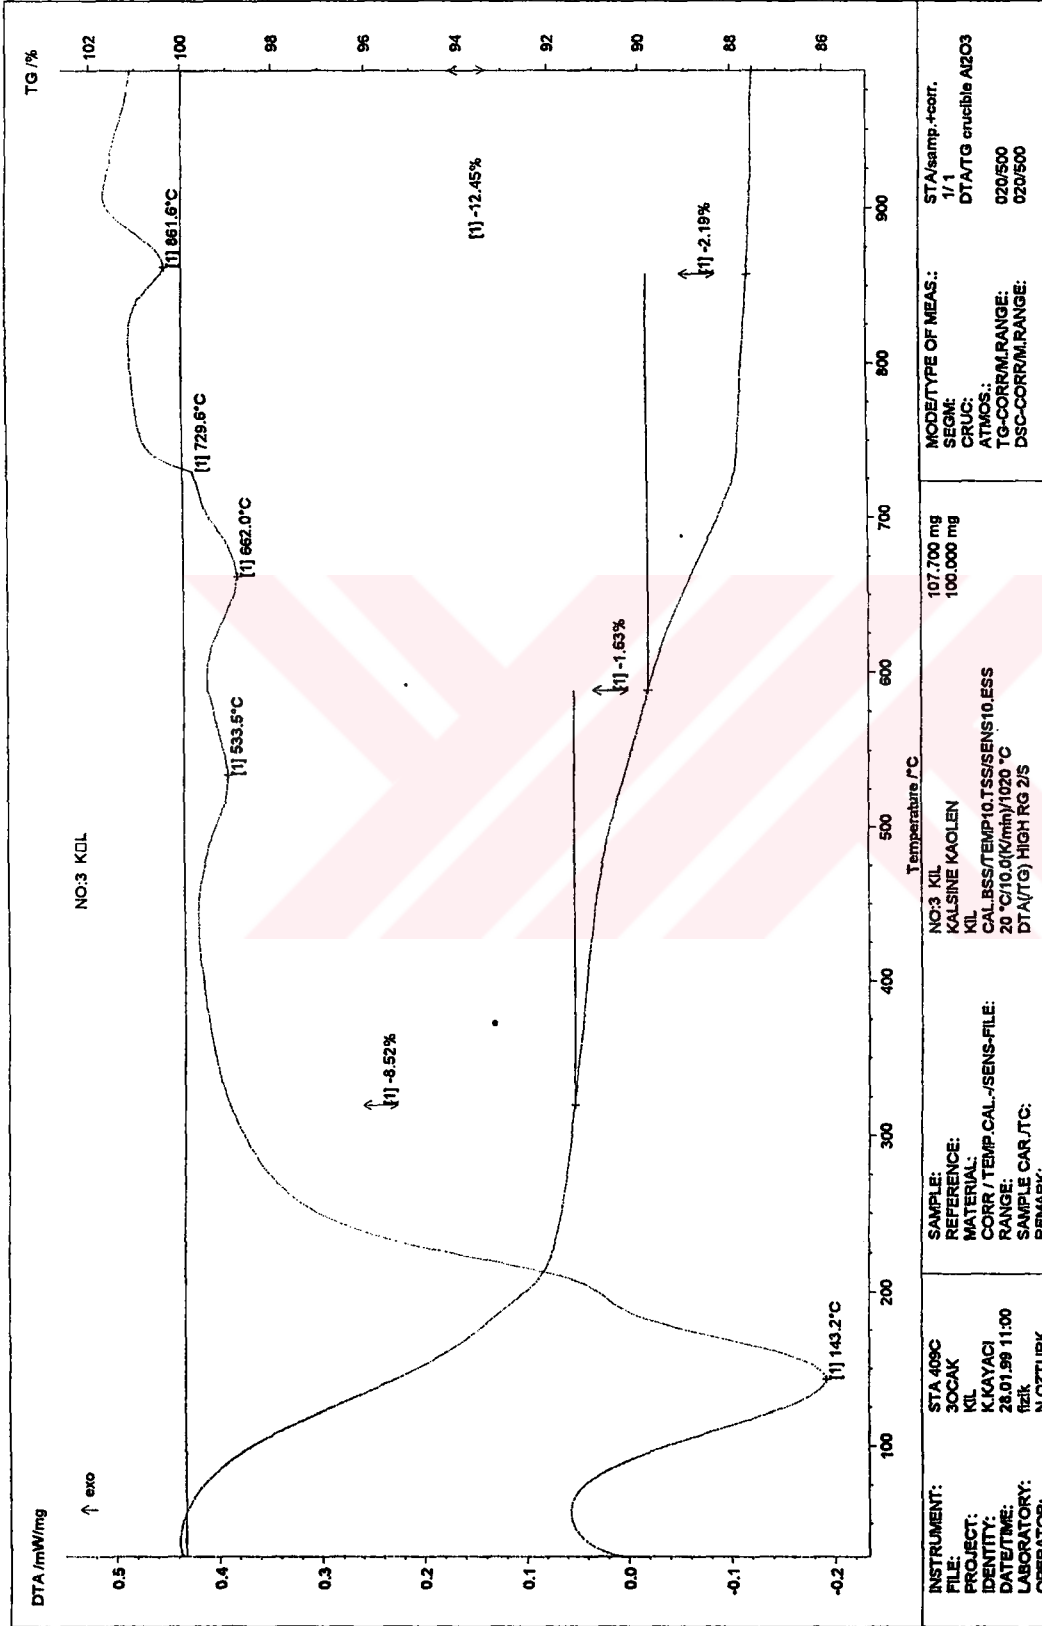 DTA /mW/mg
TG /%
NO:3 K□L
↑ exo
0.5
0.4
0.3
0.2
0.1
0.0
-0.1
-0.2
102
100
98
96
94
92
90
88
86
[1] 143.2°C
[1] -8.52%
[1] 533.5°C
[1] -1.63%
[1] 662.0°C
[1] 729.6°C
[1] 861.6°C
[1] -2.19%
[1] -12.45%
100
200
300
400
500
600
700
800
900
Temperature /°C
INSTRUMENT: STA 409C
FILE: 3OCAK
PROJECT: KIL
IDENTITY: K.KAYACI
DATE/TIME: 28.01.99 11:00
LABORATORY: fizik
OPERATOR: N.OZTURK
SAMPLE: NO:3 KIL 107.700 mg
REFERENCE: KALSINE KAOLEN 100.000 mg
MATERIAL: KIL
CORR / TEMP.CAL.-/SENS-FILE: CAL.BSS/TEMP10.TSS/SENS10.ESS
RANGE: 20 °C/10.0(K/min)/1020 °C
SAMPLE CAR./TC: DTA(/TG) HIGH RG 2/S
REMARK:
MODE/TYPE OF MEAS.: STA/samp.+corr.
SEGM: 1/ 1
CRUC: DTA/TG crucible Al2O3
ATMOS.:
TG-CORR/M.RANGE: 020/500
DSC-CORR/M.RANGE: 020/500